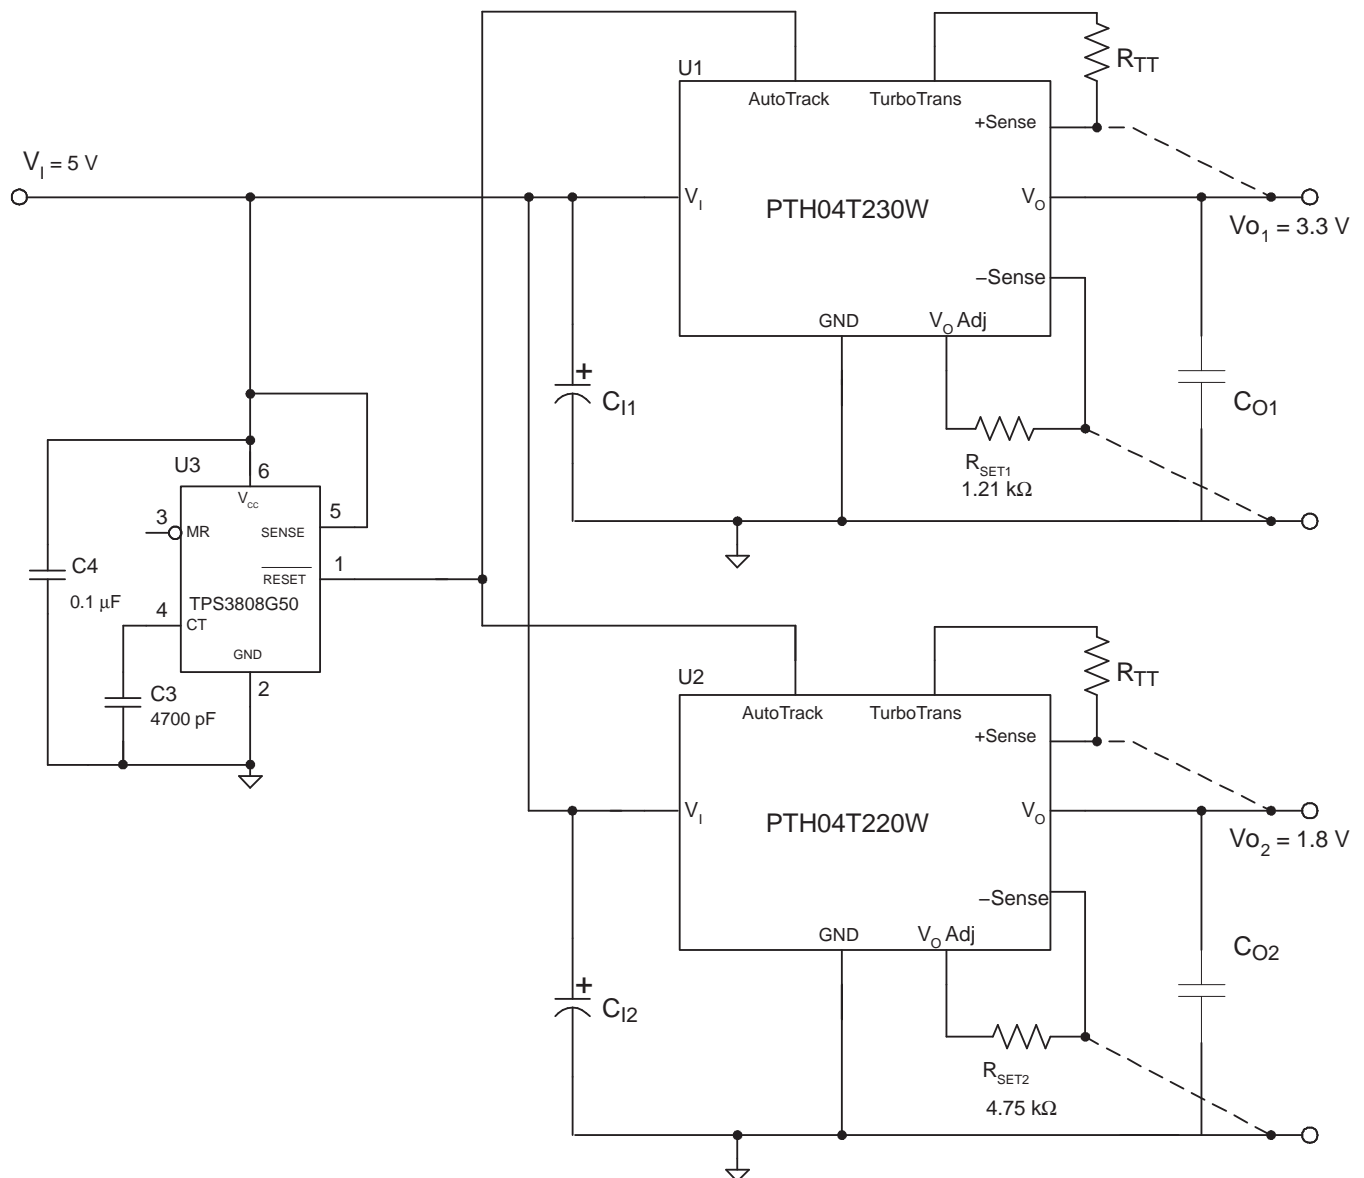 U1
AutoTrack
TurboTrans
R_TT
+Sense
V_I = 5 V
V_I
PTH04T230W
V_O
Vo_1 = 3.3 V
−Sense
GND
V_O Adj
+
C_I1
C_O1
R_SET1
1.21 kΩ
U3
6
V_CC
5
3
MR
SENSE
1
RESET
C4
0.1 μF
4
TPS3808G50
CT
GND
2
C3
4700 pF
U2
AutoTrack
TurboTrans
R_TT
+Sense
V_I
PTH04T220W
V_O
Vo_2 = 1.8 V
−Sense
GND
V_O Adj
+
C_I2
C_O2
R_SET2
4.75 kΩ